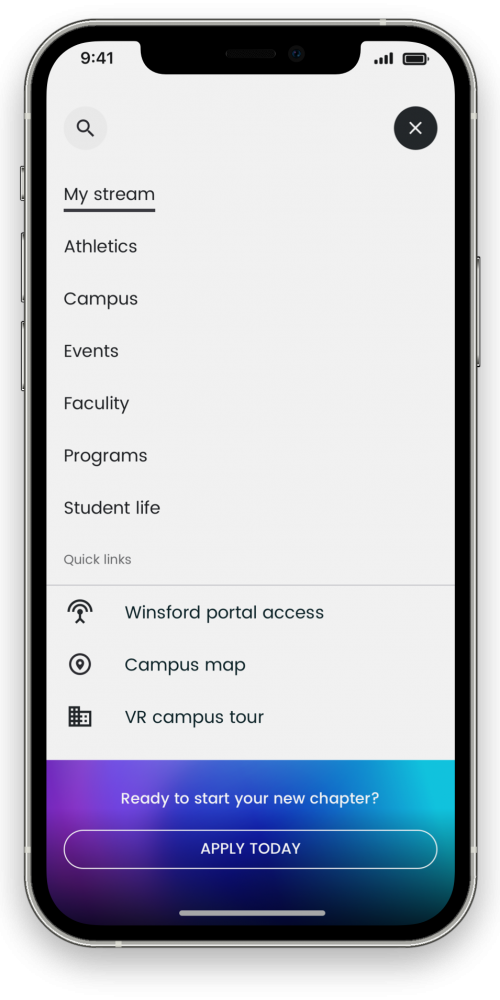 9:41
My stream
Athletics
Campus
Events
Faculity
Programs
Student life
Quick links
Winsford portal access
Campus map
VR campus tour
Ready to start your new chapter?
APPLY TODAY